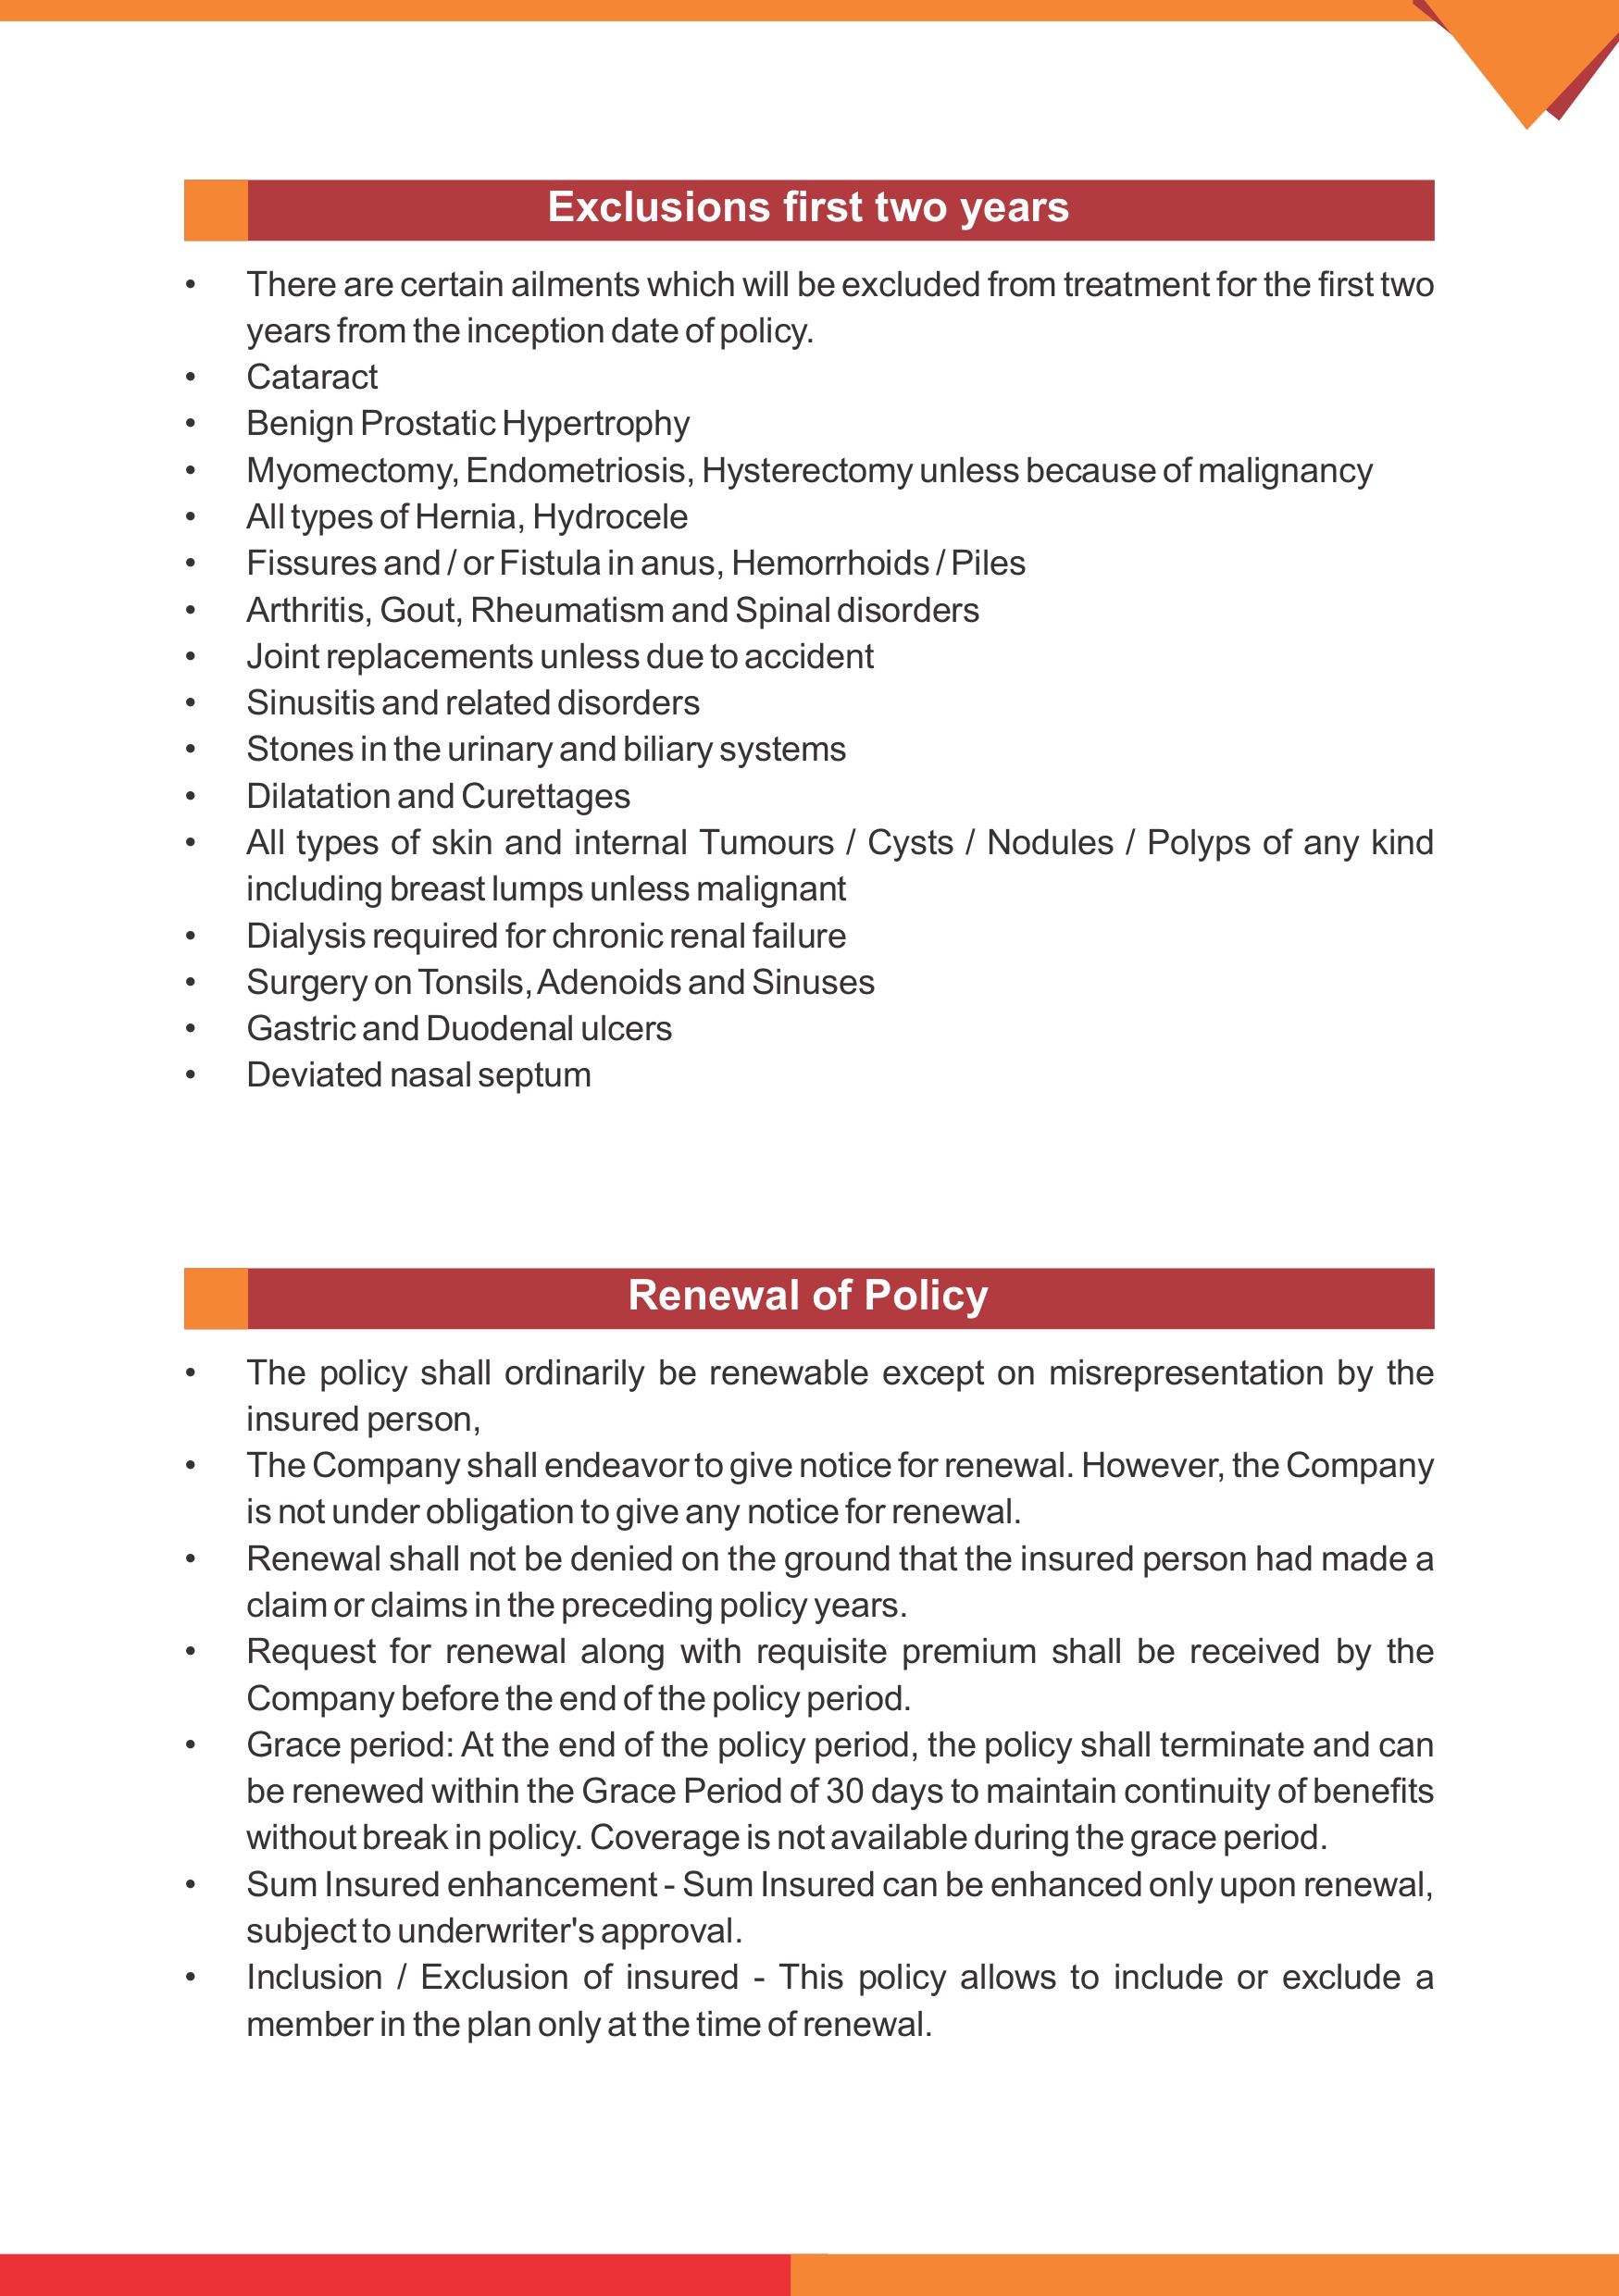 Exclusions first two years
• There are certain ailments which will be excluded from treatment for the first two
years from the inception date of policy.
• Cataract
• Benign Prostatic Hypertrophy
• Myomectomy, Endometriosis, Hysterectomy unless because of malignancy
• All types of Hernia, Hydrocele
• Fissures and / or Fistula in anus, Hemorrhoids / Piles
• Arthritis, Gout, Rheumatism and Spinal disorders
• Joint replacements unless due to accident
• Sinusitis and related disorders
• Stones in the urinary and biliary systems
• Dilatation and Curettages
• All types of skin and internal Tumours / Cysts / Nodules / Polyps of any kind
including breast lumps unless malignant
• Dialysis required for chronic renal failure
• Surgery on Tonsils, Adenoids and Sinuses
• Gastric and Duodenal ulcers
• Deviated nasal septum
Renewal of Policy
• The policy shall ordinarily be renewable except on misrepresentation by the
insured person,
• The Company shall endeavor to give notice for renewal. However, the Company
is not under obligation to give any notice for renewal.
• Renewal shall not be denied on the ground that the insured person had made a
claim or claims in the preceding policy years.
• Request for renewal along with requisite premium shall be received by the
Company before the end of the policy period.
• Grace period: At the end of the policy period, the policy shall terminate and can
be renewed within the Grace Period of 30 days to maintain continuity of benefits
without break in policy. Coverage is not available during the grace period.
• Sum Insured enhancement - Sum Insured can be enhanced only upon renewal,
subject to underwriter's approval.
• Inclusion / Exclusion of insured - This policy allows to include or exclude a
member in the plan only at the time of renewal.